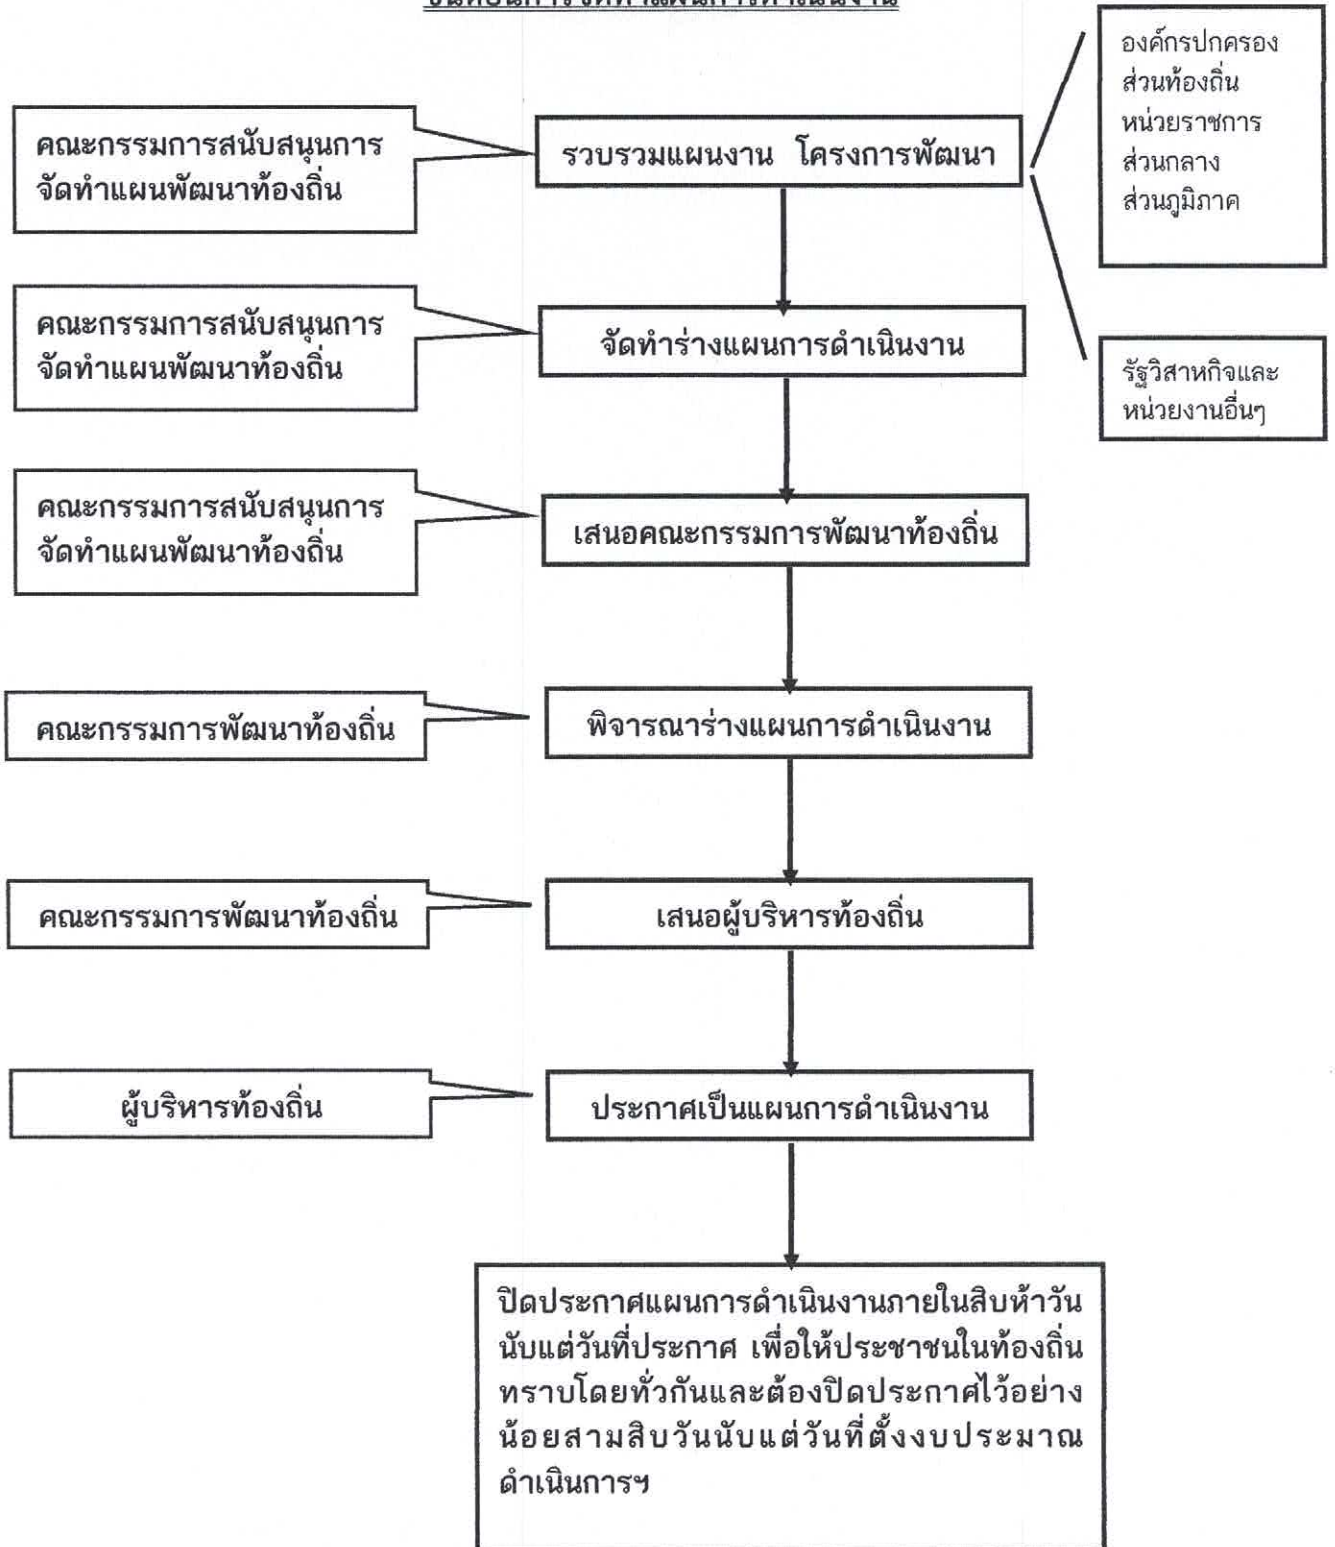 องค์กรปกครอง
ส่วนท้องถิ่น
หน่วยราชการ
ส่วนกลาง
ส่วนภูมิภาค
คณะกรรมการสนับสนุนการ
จัดทำแผนพัฒนาท้องถิ่น
รวบรวมแผนงาน โครงการพัฒนา
คณะกรรมการสนับสนุนการ
จัดทำแผนพัฒนาท้องถิ่น
จัดทำร่างแผนการดำเนินงาน
รัฐวิสาหกิจและ
หน่วยงานอื่นๆ
คณะกรรมการสนับสนุนการ
จัดทำแผนพัฒนาท้องถิ่น
เสนอคณะกรรมการพัฒนาท้องถิ่น
คณะกรรมการพัฒนาท้องถิ่น
พิจารณาร่างแผนการดำเนินงาน
คณะกรรมการพัฒนาท้องถิ่น
เสนอผู้บริหารท้องถิ่น
ผู้บริหารท้องถิ่น
ประกาศเป็นแผนการดำเนินงาน
ปิดประกาศแผนการดำเนินงานภายในสิบห้าวัน
นับแต่วันที่ประกาศ เพื่อให้ประชาชนในท้องถิ่น
ทราบโดยทั่วกันและต้องปิดประกาศไว้อย่าง
น้อยสามสิบวันนับแต่วันที่ตั้งงบประมาณ
ดำเนินการฯ